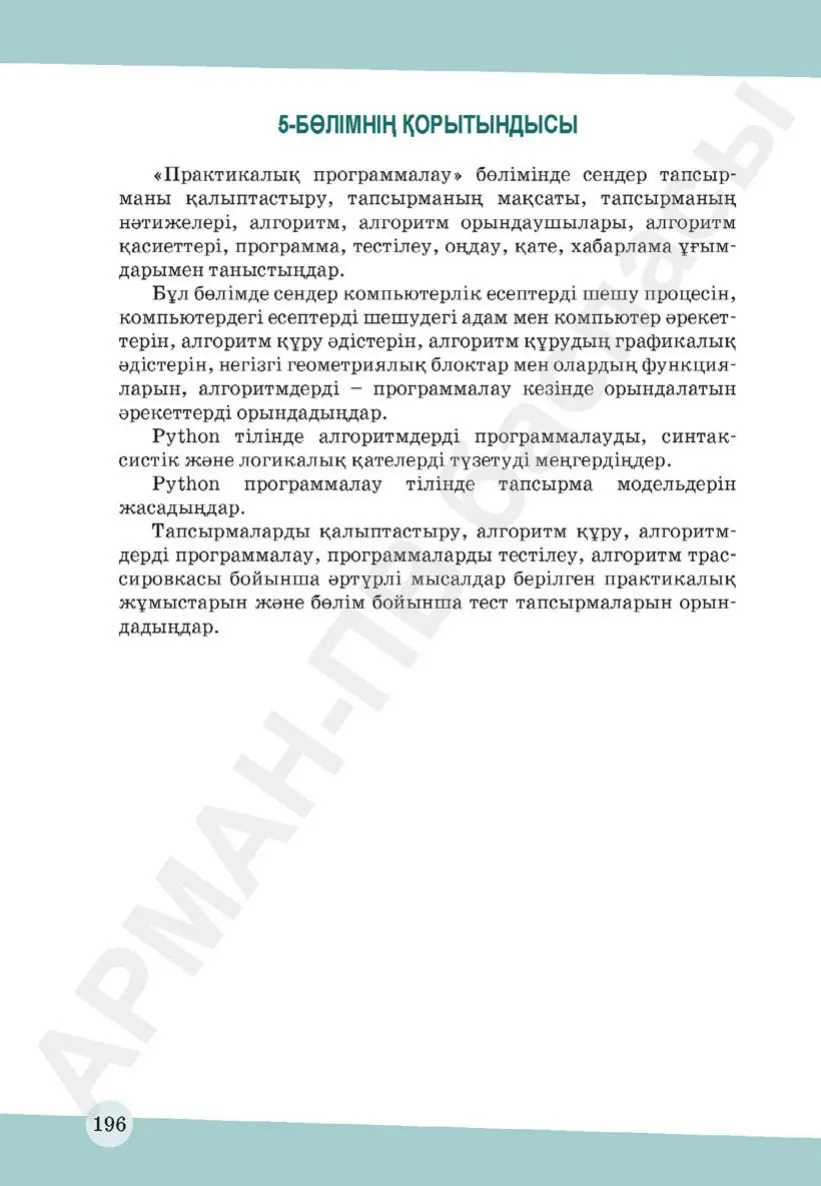 5-БӨЛІМНІҢ ҚОРЫТЫНДЫСЫ
«Практикалық программалау» бөлімінде сендер тапсыр-
маны қалыптастыру, тапсырманың мақсаты, тапсырманың
нәтижелері, алгоритм, алгоритм орындаушылары, алгоритм
қасиеттері, программа, тестілеу, оңдау, қате, хабарлама ұғым-
дарымен таныстыңдар.
Бұл бөлімде сендер компьютерлік есептерді шешу процесін,
компьютердегі есептерді шешудегі адам мен компьютер әрекет-
терін, алгоритм құру әдістерін, алгоритм құрудың графикалық
әдістерін, негізгі геометриялық блоктар мен олардың функция-
ларын, алгоритмдерді – программалау кезінде орындалатын
әрекеттерді орындадыңдар.
Python тілінде алгоритмдерді программалауды, синтак-
систік және логикалық қателерді түзетуді меңгердіңдер.
Python программалау тілінде тапсырма модельдерін
жасадыңдар.
Тапсырмаларды қалыптастыру, алгоритм құру, алгоритм-
дерді программалау, программаларды тестілеу, алгоритм трас-
сировкасы бойынша әртүрлі мысалдар берілген практикалық
жұмыстарын және бөлім бойынша тест тапсырмаларын орын-
дадыңдар.
АРМАН-ПВ баспасы
196